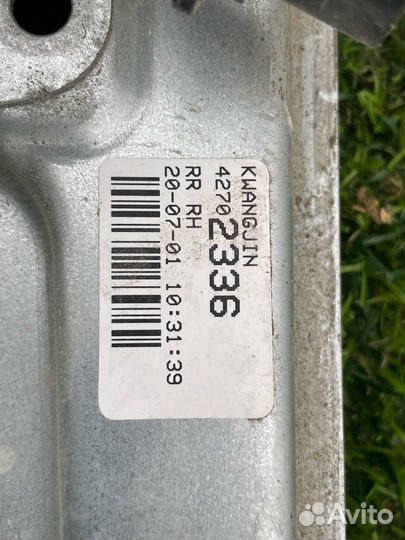 KWANGJIN
42702336
RR RH
20-07-01 10:31:39
Avito